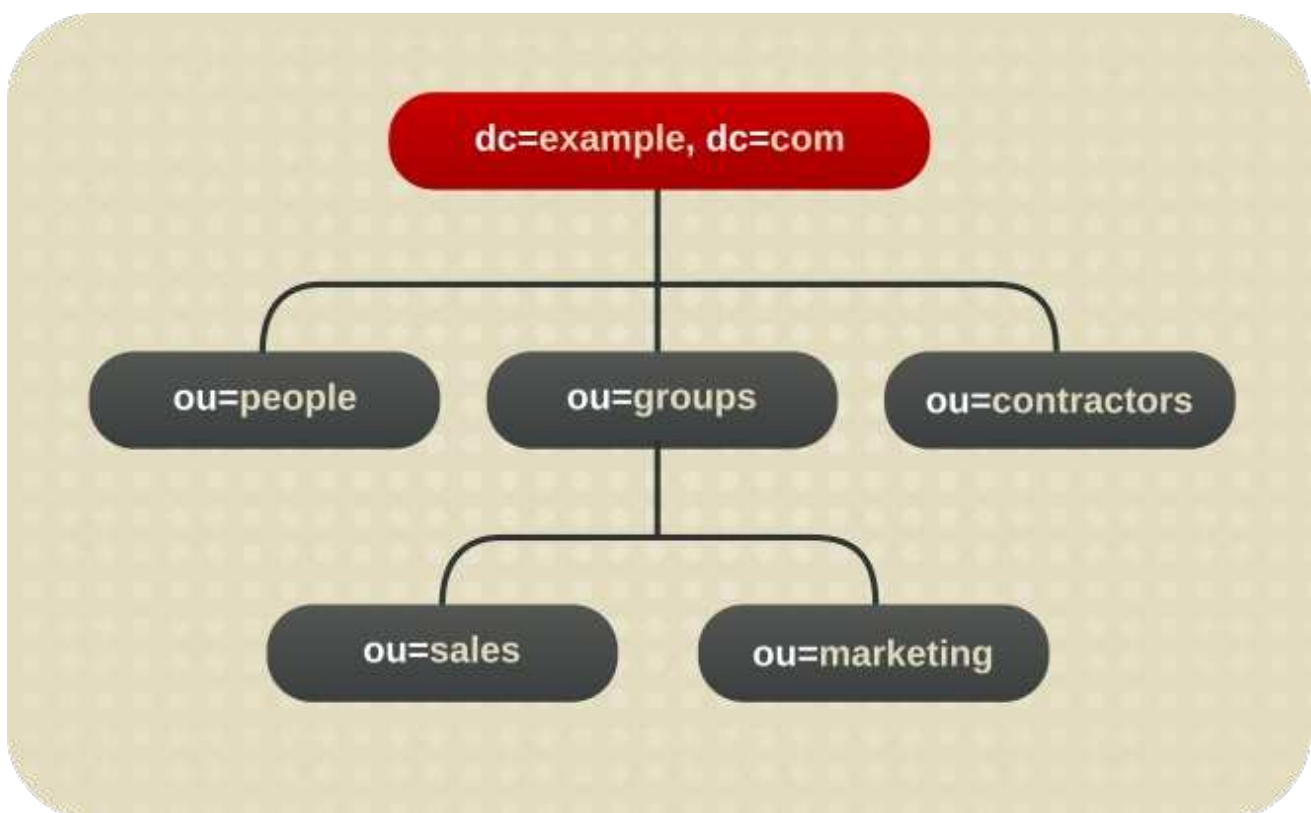 dc=example, dc=com
ou=people
ou=groups
ou=contractors
ou=sales
ou=marketing